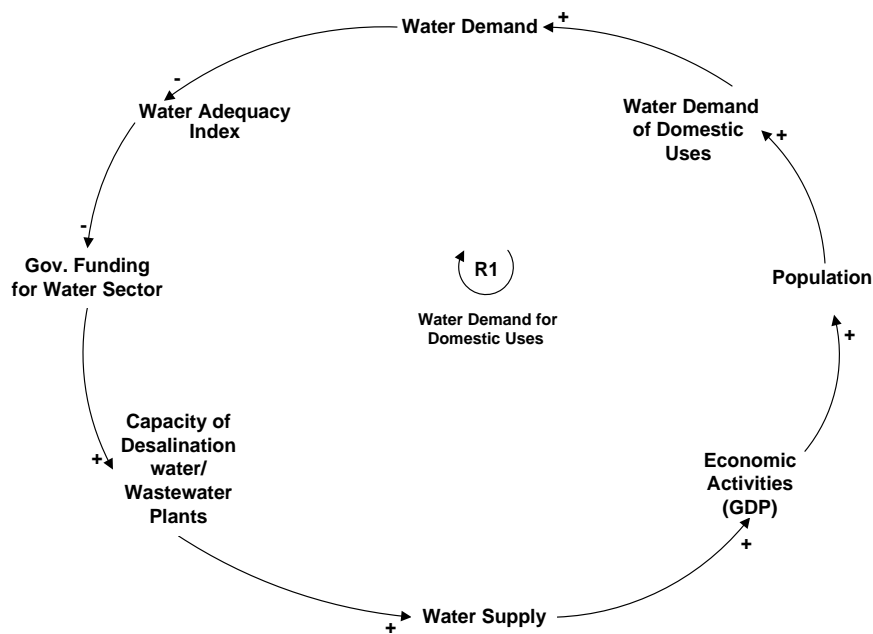 Water Demand
+
-
Water Adequacy
Index
Water Demand
of Domestic
Uses
+
-
Gov. Funding
for Water Sector
R1
Population
Water Demand for
Domestic Uses
+
Capacity of
Desalination
water/
Wastewater
Plants
+
Economic
Activities
(GDP)
+
Water Supply
+